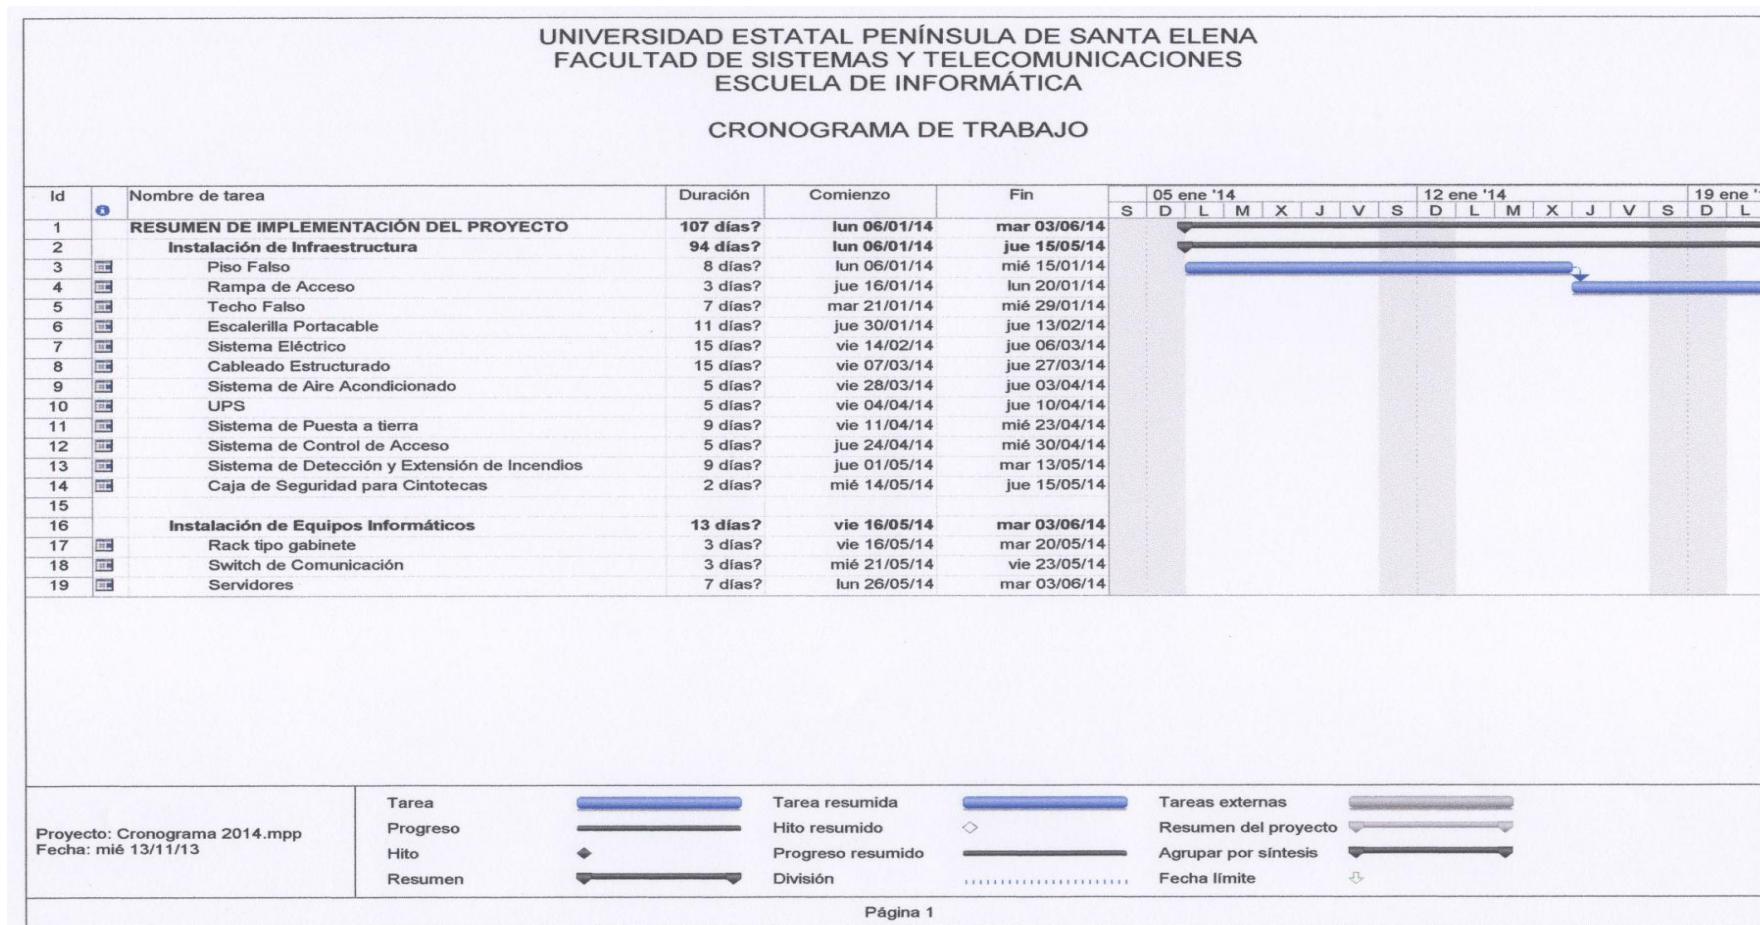 UNIVERSIDAD ESTATAL PENÍNSULA DE SANTA ELENA
FACULTAD DE SISTEMAS Y TELECOMUNICACIONES
ESCUELA DE INFORMÁTICA
CRONOGRAMA DE TRABAJO
Id Nombre de tarea Duración Comienzo Fin 05 ene '14 12 ene '14 19 ene '1
S D L M X J V S D L M X J V S D L
1 RESUMEN DE IMPLEMENTACIÓN DEL PROYECTO 107 días? lun 06/01/14 mar 03/06/14
2 Instalación de Infraestructura 94 días? lun 06/01/14 jue 15/05/14
3 Piso Falso 8 días? lun 06/01/14 mié 15/01/14
4 Rampa de Acceso 3 días? jue 16/01/14 lun 20/01/14
5 Techo Falso 7 días? mar 21/01/14 mié 29/01/14
6 Escalerilla Portacable 11 días? jue 30/01/14 jue 13/02/14
7 Sistema Eléctrico 15 días? vie 14/02/14 jue 06/03/14
8 Cableado Estructurado 15 días? vie 07/03/14 jue 27/03/14
9 Sistema de Aire Acondicionado 5 días? vie 28/03/14 jue 03/04/14
10 UPS 5 días? vie 04/04/14 jue 10/04/14
11 Sistema de Puesta a tierra 9 días? vie 11/04/14 mié 23/04/14
12 Sistema de Control de Acceso 5 días? jue 24/04/14 mié 30/04/14
13 Sistema de Detección y Extensión de Incendios 9 días? jue 01/05/14 mar 13/05/14
14 Caja de Seguridad para Cintotecas 2 días? mié 14/05/14 jue 15/05/14
15
16 Instalación de Equipos Informáticos 13 días? vie 16/05/14 mar 03/06/14
17 Rack tipo gabinete 3 días? vie 16/05/14 mar 20/05/14
18 Switch de Comunicación 3 días? mié 21/05/14 vie 23/05/14
19 Servidores 7 días? lun 26/05/14 mar 03/06/14
Proyecto: Cronograma 2014.mpp
Fecha: mié 13/11/13
Tarea Tarea resumida Tareas externas
Progreso Hito resumido Resumen del proyecto
Hito Progreso resumido Agrupar por síntesis
Resumen División Fecha límite
Página 1